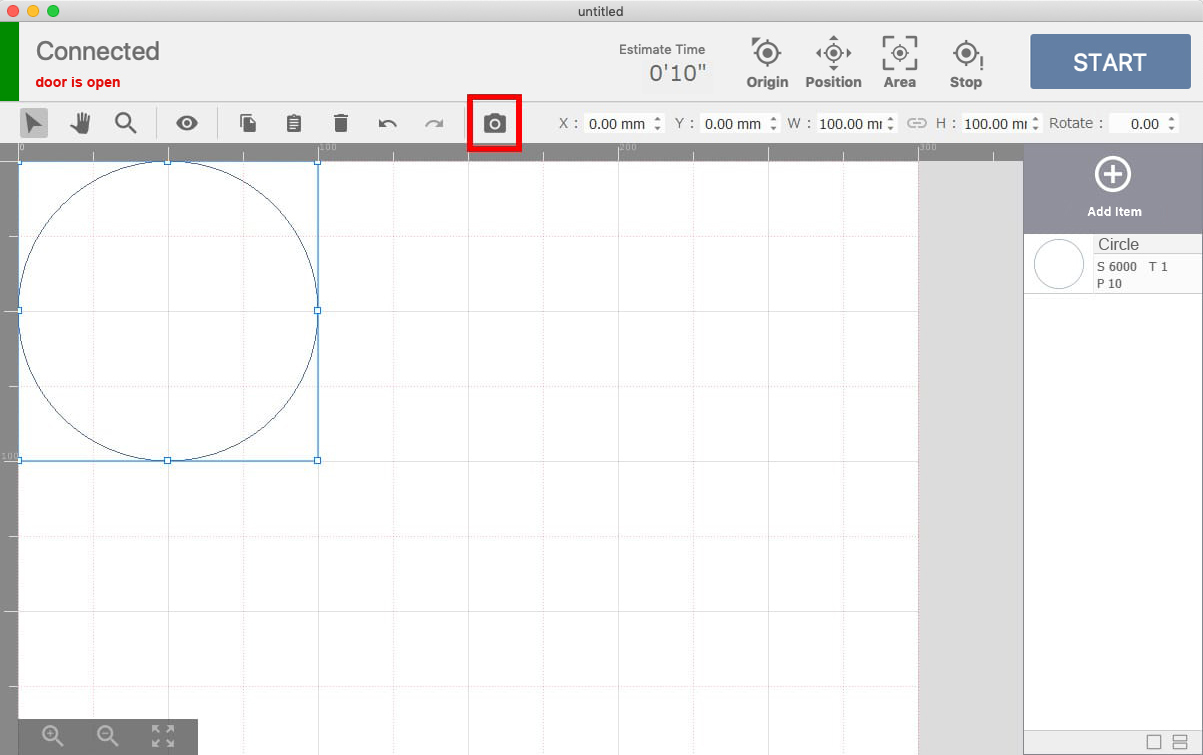 untitled
Connected
door is open
Estimate Time
0'10"
Origin
Position
Area
Stop
START
X : 0.00 mm Y : 0.00 mm W : 100.00 mm H : 100.00 mm Rotate : 0.00
0 100 200 300
Add Item
Circle
S 6000 T 1
P 10
100